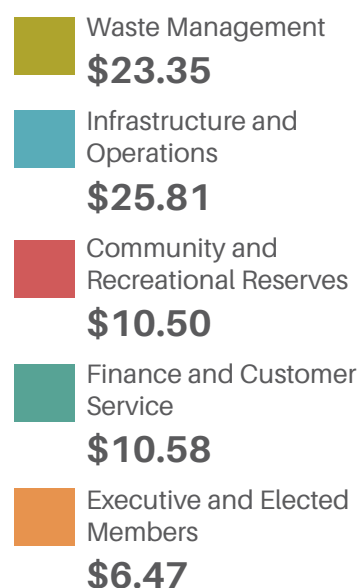 Waste Management
$23.35
Infrastructure and
Operations
$25.81
Community and
Recreational Reserves
$10.50
Finance and Customer
Service
$10.58
Executive and Elected
Members
$6.47